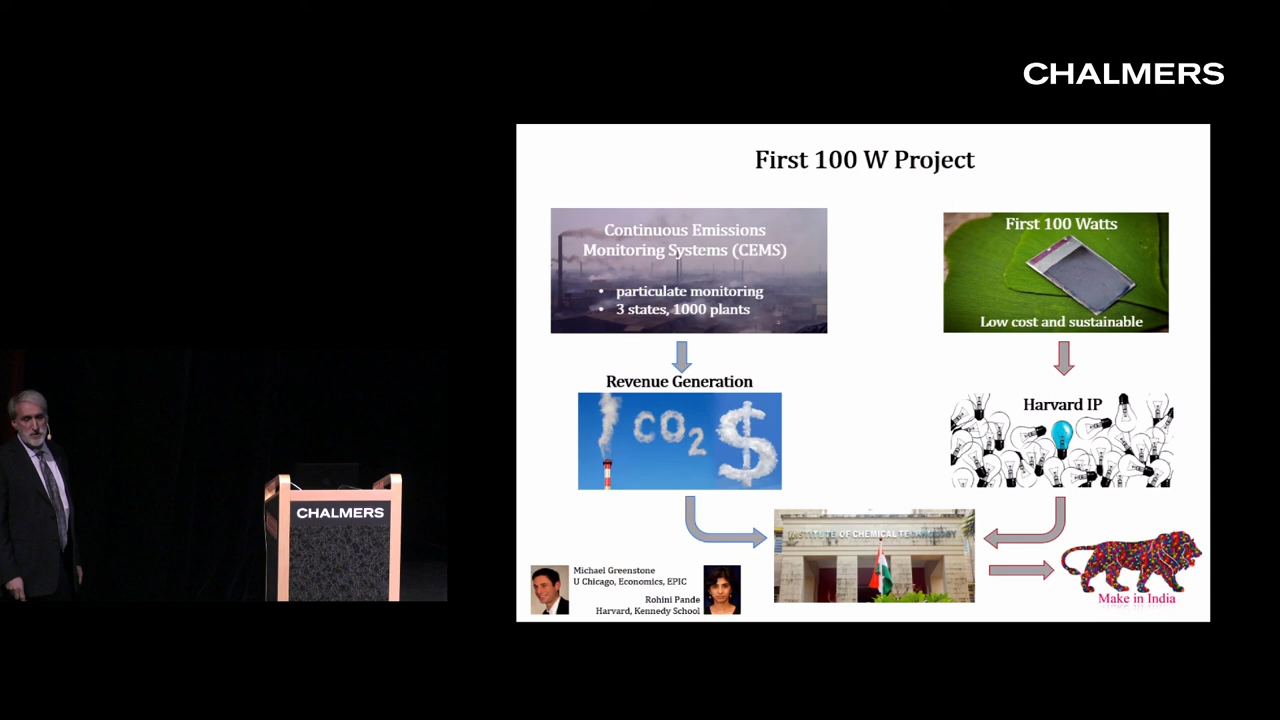 CHALMERS
First 100 W Project
Continuous Emissions
Monitoring Systems (CEMS)
• particulate monitoring
• 3 states, 1000 plants
First 100 Watts
Low cost and sustainable
Revenue Generation
CO2 $
Harvard IP
INSTITUTE OF CHEMICAL TECHNOLOGY
Michael Greenstone
U Chicago, Economics, EPIC
Rohini Pande
Harvard, Kennedy School
Make in India
CHALMERS